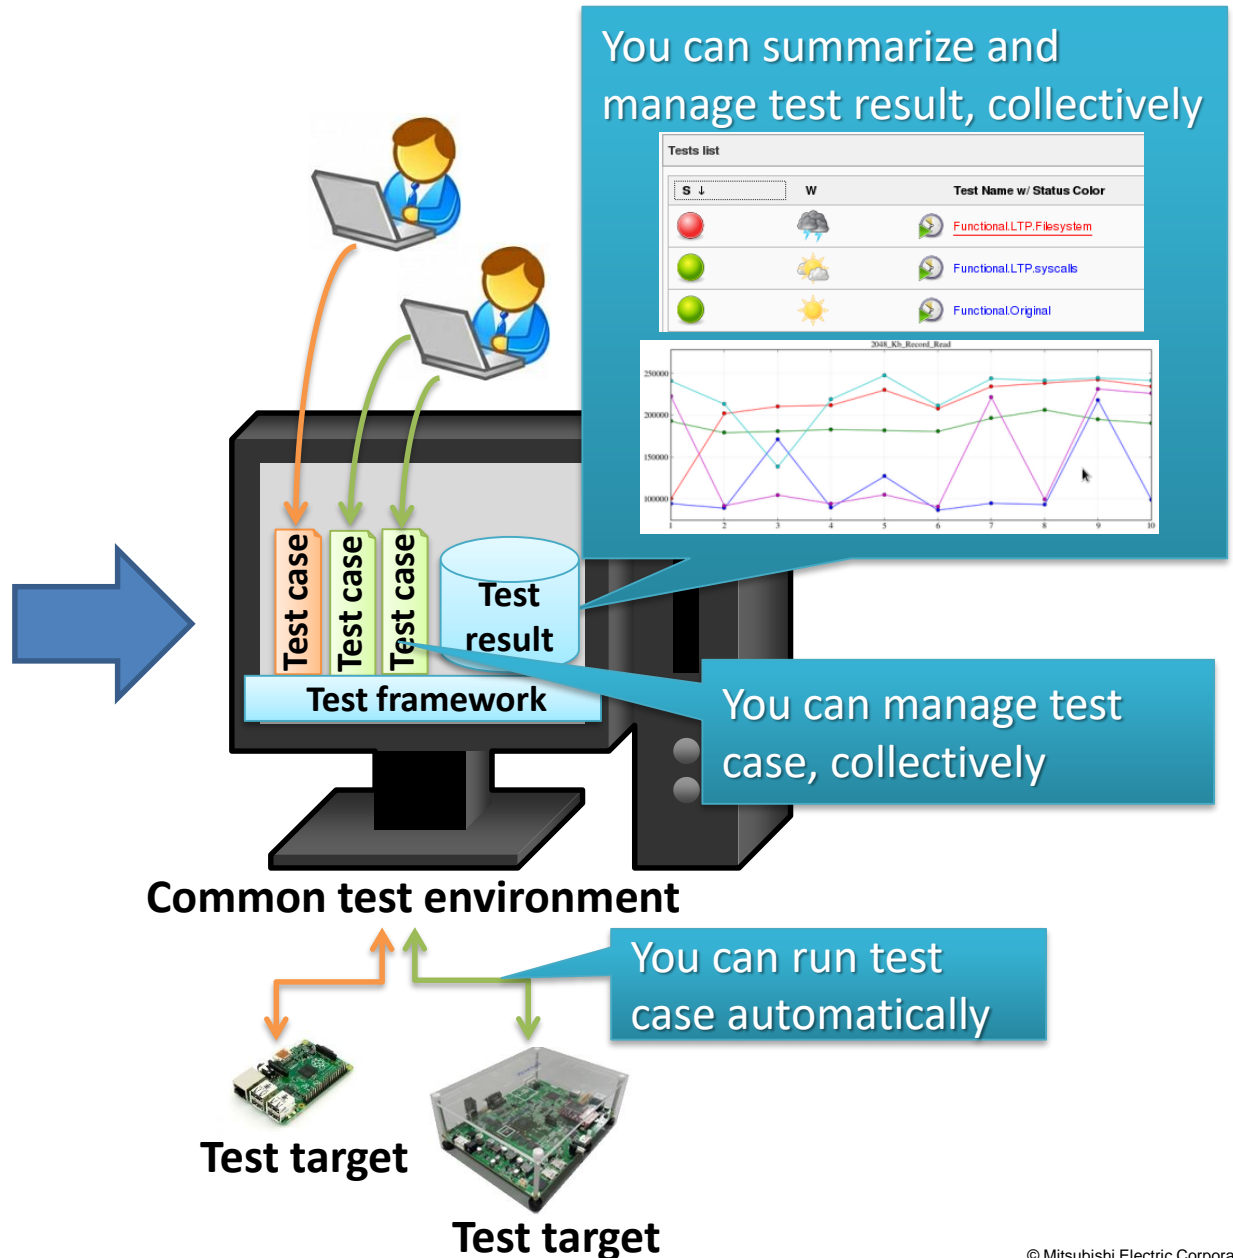 You can summarize and
manage test result, collectively
Tests list
S ↓ W Test Name w/ Status Color
Functional.LTP.Filesystem
Functional.LTP.syscalls
Functional.Original
2048_Kb_Record_Read
250000
200000
150000
100000
1 2 3 4 5 6 7 8 9 10
Test case
Test case
Test case
Test
result
Test framework
You can manage test
case, collectively
Common test environment
You can run test
case automatically
Test target
Test target
© Mitsubishi Electric Corpora